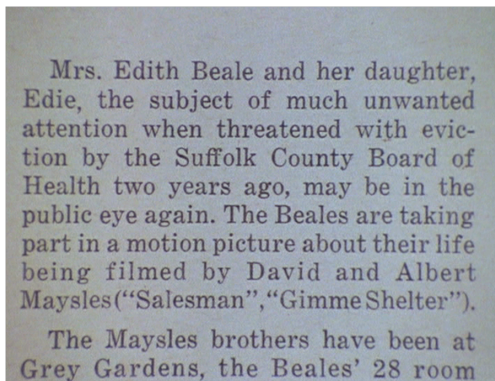 Mrs. Edith Beale and her daughter,
Edie, the subject of much unwanted
attention when threatened with evic-
tion by the Suffolk County Board of
Health two years ago, may be in the
public eye again. The Beales are taking
part in a motion picture about their life
being filmed by David and Albert
Maysles(“Salesman”,“Gimme Shelter”).
The Maysles brothers have been at
Grey Gardens, the Beales’ 28 room